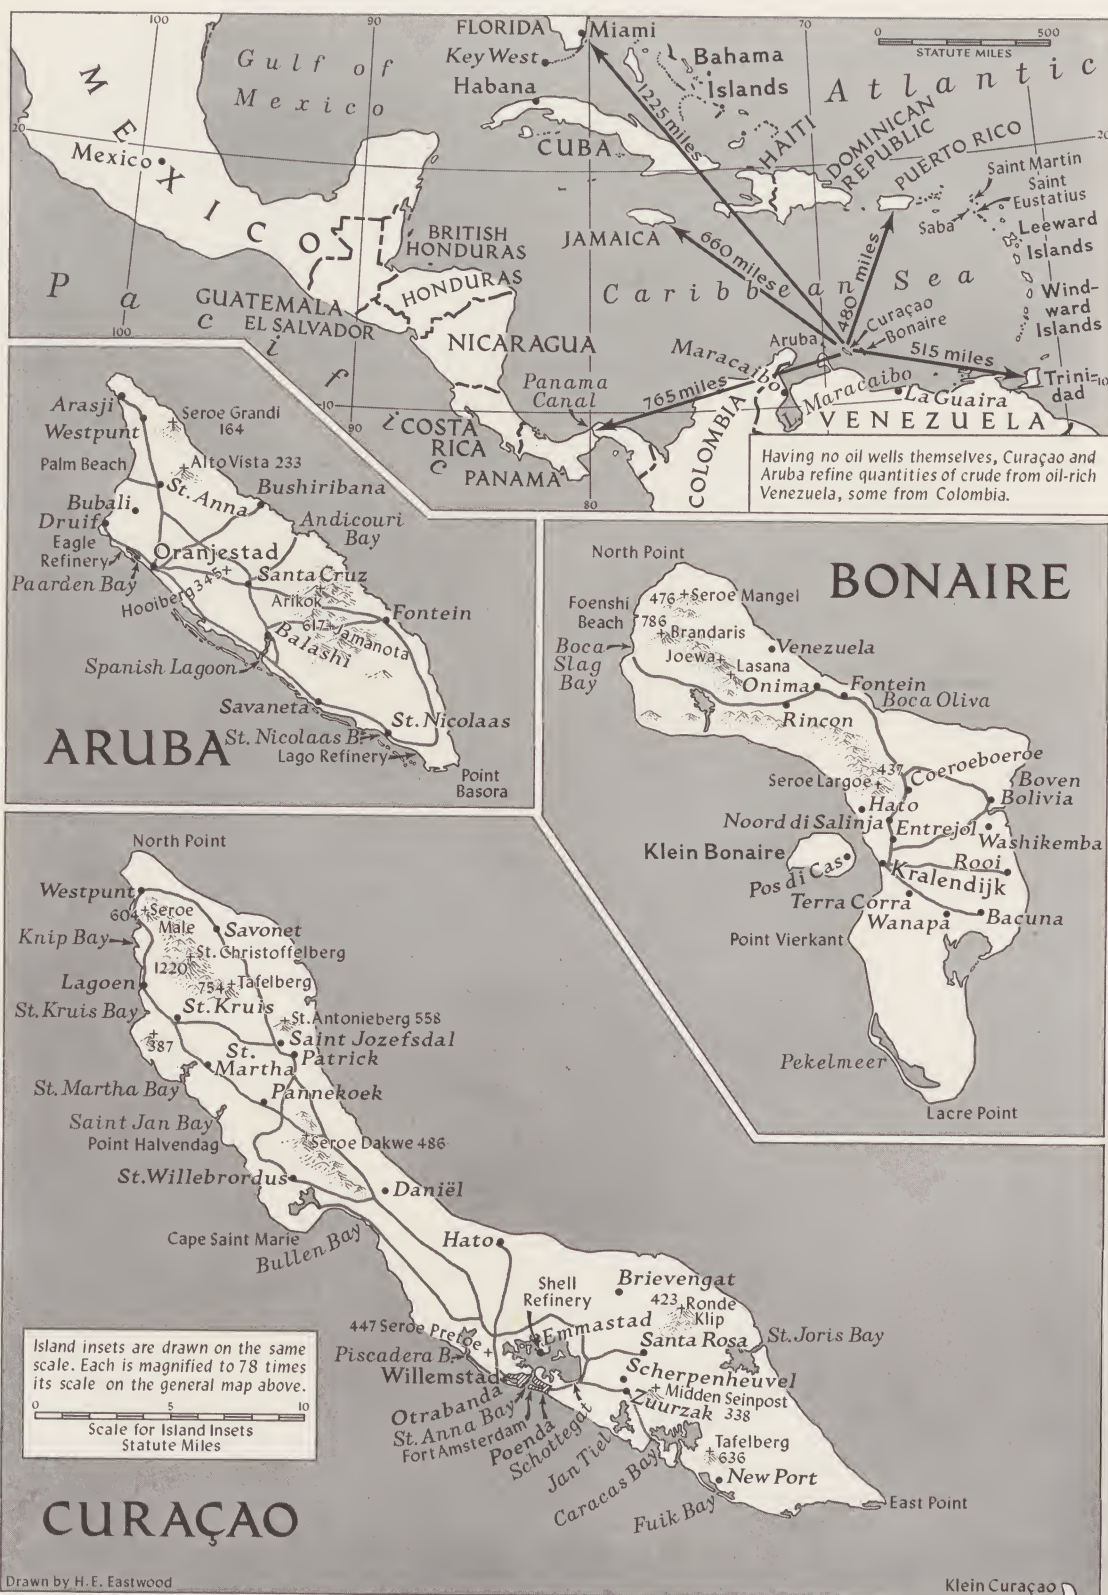 100
90
70
20
20
FLORIDA
Miami
Key West
Habana
Gulf of
Mexico
Bahama
Islands
0
500
STATUTE MILES
Atlantic
MEXICO
Mexico
CUBA
HAITI
DOMINICAN
REPUBLIC
PUERTO RICO
Saint Martin
Saint
Eustatius
Saba
Leeward
Islands
Wind-
ward
Islands
JAMAICA
1225 miles
660 miles
480 miles
515 miles
765 miles
Caribbean Sea
BRITISH
HONDURAS
GUATEMALA
HONDURAS
EL SALVADOR
NICARAGUA
Pacific
100
10
90
10
80
Panama
Canal
COSTA
RICA
PANAMA
Maracaibo
Aruba
Curaçao
Bonaire
L. Maracaibo
La Guaira
Trini-
dad
COLOMBIA
VENEZUELA
Having no oil wells themselves, Curaçao and
Aruba refine quantities of crude from oil-rich
Venezuela, some from Colombia.
Arasji
Westpunt
Seroe Grandi
164
Palm Beach
Alto Vista 233
St. Anna
Bushiribana
Bubali
Druif
Eagle
Refinery
Paarden Bay
Oranjestad
Andicouri
Bay
Hooiberg 345
Santa Cruz
Arikok
Fontein
617
Jamanota
Balashi
Spanish Lagoon
Savaneta
St. Nicolaas
St. Nicolaas B.
Lago Refinery
Point
Basora
ARUBA
BONAIRE
North Point
Foenshi
Beach
476 Seroe Mangel
786
Brandaris
Boca
Slag
Bay
Joewa
Lasana
Venezuela
Onima
Fontein
Boca Oliva
Rincon
Seroe Largoe
437
Coeroeboeroe
Boven
Bolivia
Hato
Noord di Salinja
Entrejol
Washikemba
Klein Bonaire
Pos di Cas
Rooi
Kralendijk
Terra Corra
Wanapa
Bacuna
Point Vierkant
Pekelmeer
Lacre Point
North Point
Westpunt
604
Seroe
Male
Savonet
Knip Bay
St. Christoffelberg
1220
Lagoen
754
Tafelberg
St. Kruis
St. Kruis Bay
St. Antonieberg 558
387
Saint Jozefsdal
St.
Martha
Patrick
St. Martha Bay
Pannekoek
Saint Jan Bay
Point Halvendag
Seroe Dakwe 486
St. Willebrordus
Daniël
Cape Saint Marie
Bullen Bay
Hato
Brievengat
Shell
Refinery
423
Ronde
Klip
447 Seroe Pretoe
Emmastad
Santa Rosa
St. Joris Bay
Piscadera B.
Willemstad
Scherpenheuvel
Midden Seinpost
338
Zuurzak
Otrabanda
St. Anna Bay
Fort Amsterdam
Poenda
Schottegat
Jan Tiel
Caracas Bay
Tafelberg
636
New Port
Fuik Bay
East Point
Island insets are drawn on the same
scale. Each is magnified to 78 times
its scale on the general map above.
0
5
10
Scale for Island Insets
Statute Miles
CURAÇAO
Drawn by H.E. Eastwood
Klein Curaçao